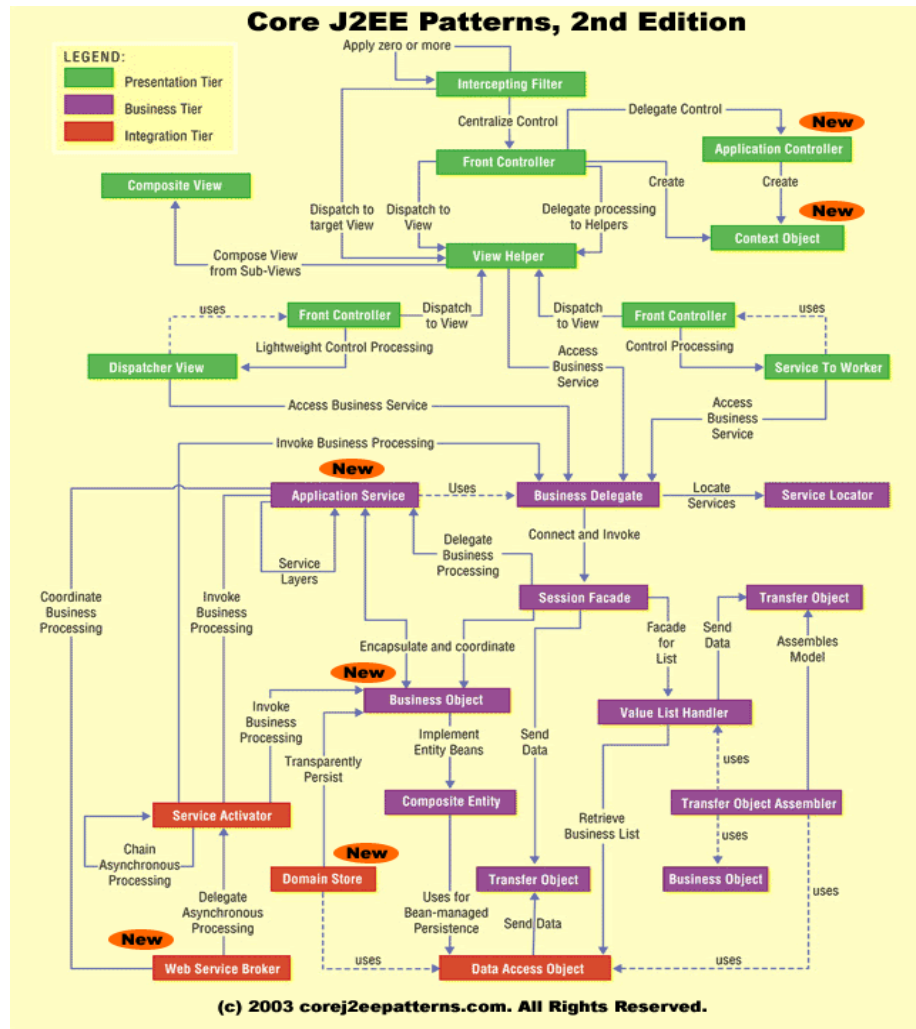 Core J2EE Patterns, 2nd Edition
LEGEND:
Presentation Tier
Business Tier
Integration Tier
Apply zero or more
Intercepting Filter
Centralize Control
Delegate Control
New
Application Controller
Front Controller
Create
Create
New
Context Object
Composite View
Dispatch to
target View
Dispatch to
View
Delegate processing
to Helpers
View Helper
Compose View
from Sub-Views
uses
Front Controller
Dispatch
to View
Dispatch
to View
Front Controller
uses
Lightweight Control Processing
Control Processing
Dispatcher View
Access
Business
Service
Service To Worker
Access Business Service
Access
Business
Service
Invoke Business Processing
New
Application Service
Uses
Business Delegate
Locate
Services
Service Locator
Connect and Invoke
Delegate
Business
Processing
Service
Layers
Coordinate
Business
Processing
Invoke
Business
Processing
Session Facade
Transfer Object
Facade
for
List
Send
Data
Assembles
Model
Encapsulate and coordinate
New
Business Object
Value List Handler
Invoke
Business
Processing
Implement
Entity Beans
Send
Data
Transparently
Persist
uses
Composite Entity
Transfer Object Assembler
Service Activator
Retrieve
Business List
uses
Chain
Asynchronous
Processing
New
Domain Store
Transfer Object
Business Object
uses
Delegate
Asynchronous
Processing
Uses for
Bean-managed
Persistence
Send Data
New
Web Service Broker
uses
Data Access Object
uses
(c) 2003 corej2eepatterns.com. All Rights Reserved.